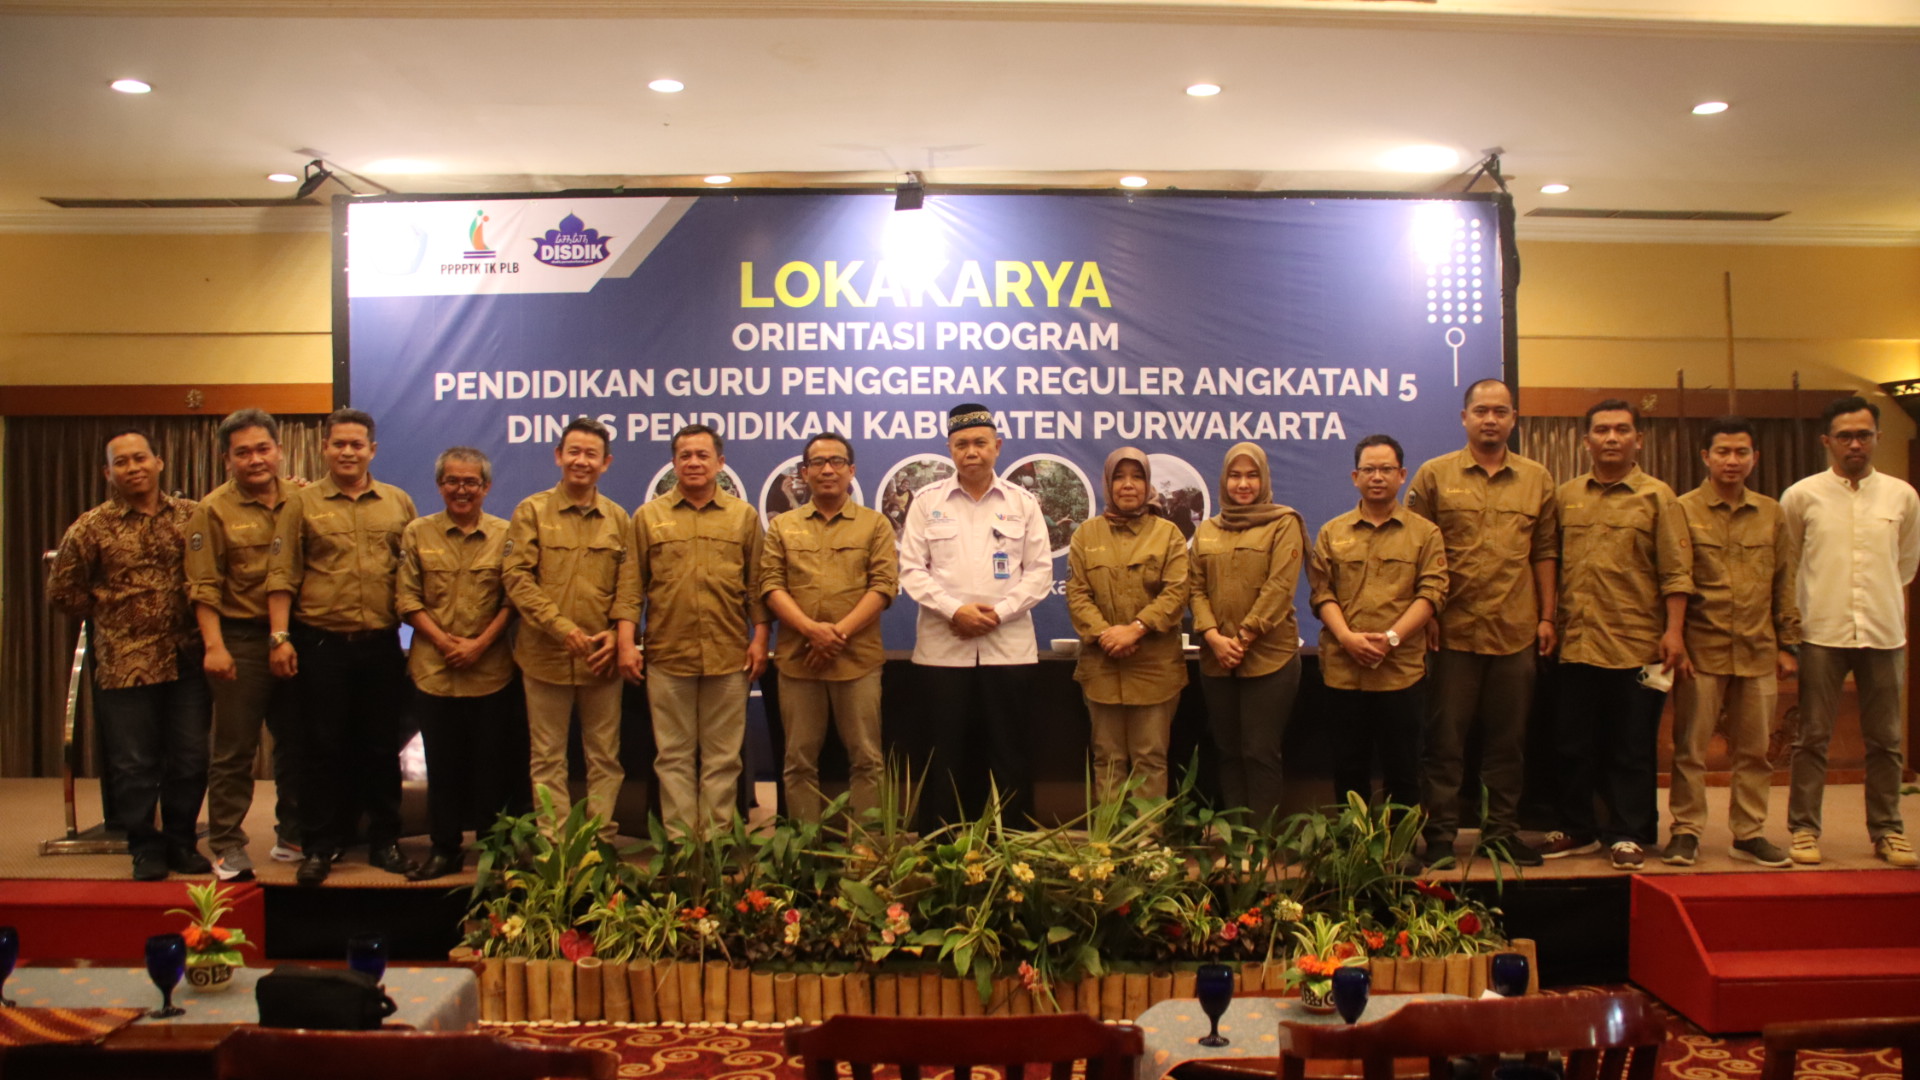 PPPPTK TK PLB
DISDIK
LOKAKARYA
ORIENTASI PROGRAM
PENDIDIKAN GURU PENGGERAK REGULER ANGKATAN 5
DINAS PENDIDIKAN KABUPATEN PURWAKARTA